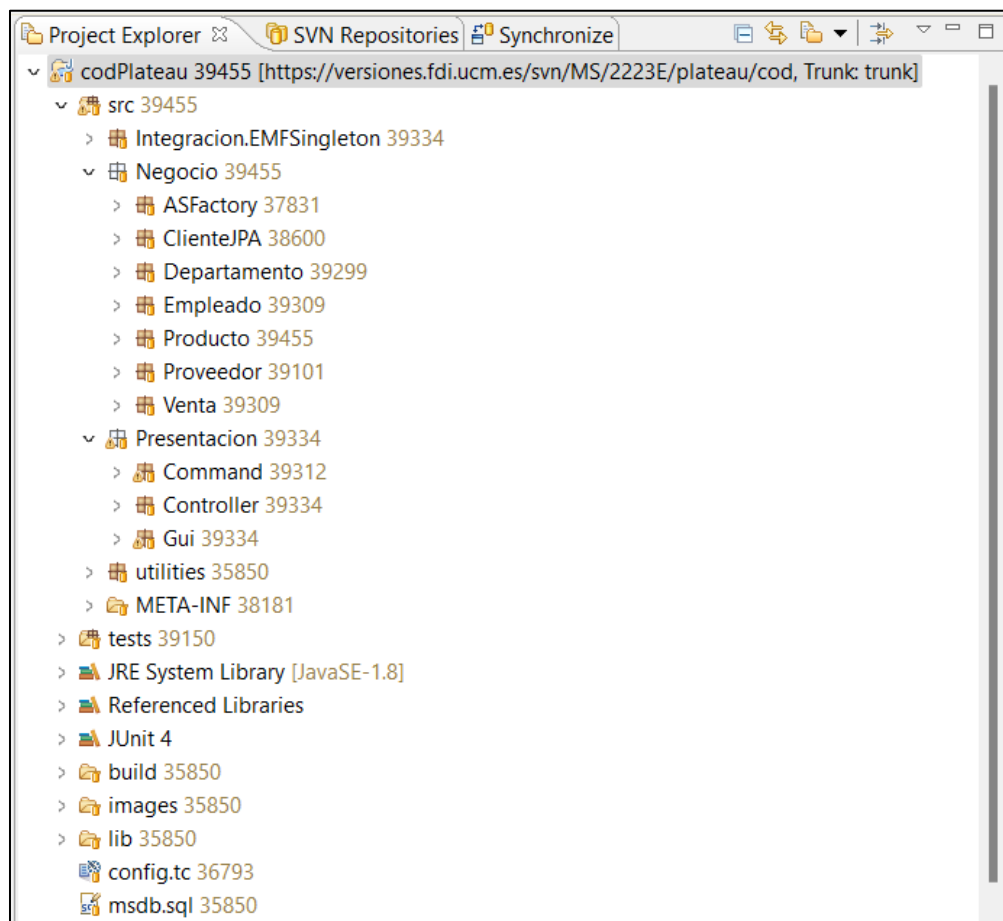 Project Explorer SVN Repositories Synchronize
codPlateau 39455 [https://versiones.fdi.ucm.es/svn/MS/2223E/plateau/cod, Trunk: trunk]
src 39455
Integracion.EMFSingleton 39334
Negocio 39455
ASFactory 37831
ClienteJPA 38600
Departamento 39299
Empleado 39309
Producto 39455
Proveedor 39101
Venta 39309
Presentacion 39334
Command 39312
Controller 39334
Gui 39334
utilities 35850
META-INF 38181
tests 39150
JRE System Library [JavaSE-1.8]
Referenced Libraries
JUnit 4
build 35850
images 35850
lib 35850
config.tc 36793
msdb.sql 35850